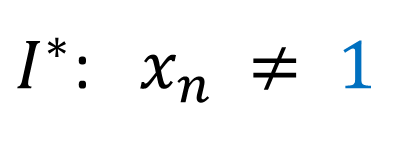 I*: xₙ ≠ 1